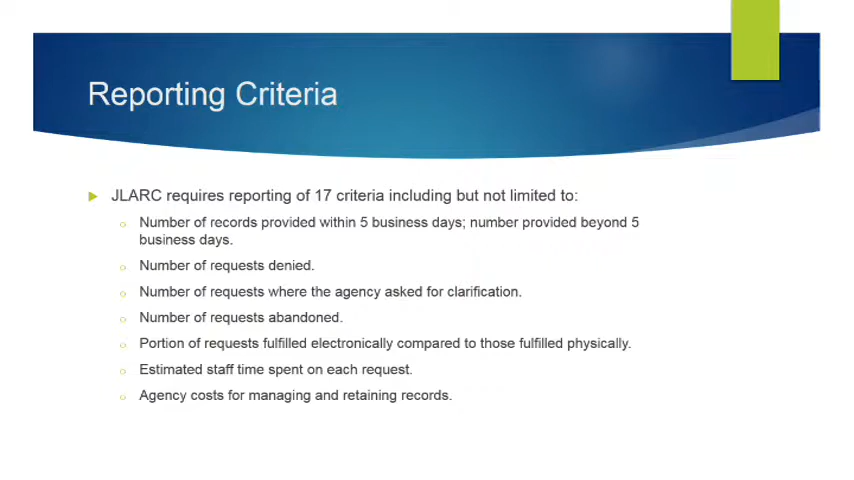 Reporting Criteria
JLARC requires reporting of 17 criteria including but not limited to:
Number of records provided within 5 business days; number provided beyond 5
business days.
Number of requests denied.
Number of requests where the agency asked for clarification.
Number of requests abandoned.
Portion of requests fulfilled electronically compared to those fulfilled physically.
Estimated staff time spent on each request.
Agency costs for managing and retaining records.